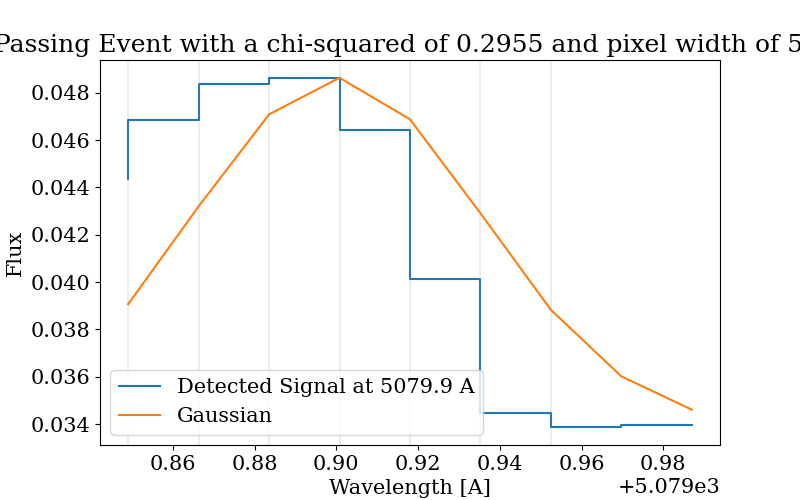 Passing Event with a chi-squared of 0.2955 and pixel width of 5
0.048
0.046
0.044
0.042
0.040
0.038
0.036
0.034
Flux
Detected Signal at 5079.9 A
Gaussian
0.86 0.88 0.90 0.92 0.94 0.96 0.98
Wavelength [A]
+5.079e3